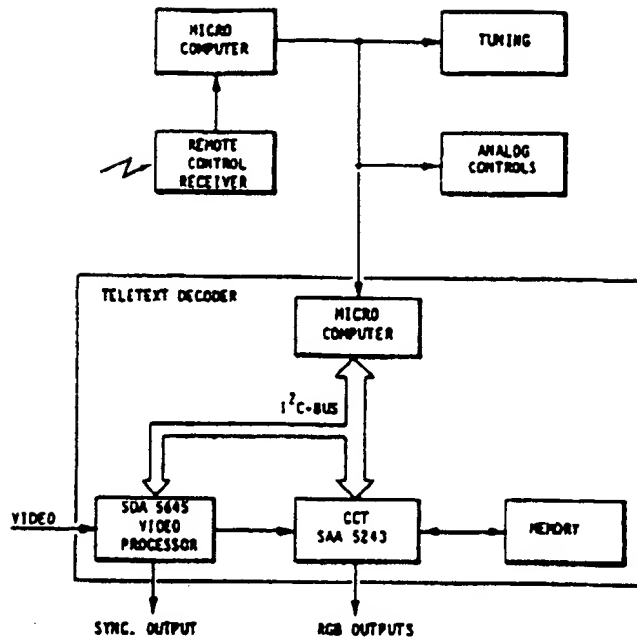 MICRO
COMPUTER
TUNING
REMOTE
CONTROL
RECEIVER
ANALOG
CONTROLS
TELETEXT DECODER
MICRO
COMPUTER
I²C-BUS
VIDEO
SDA 5645
VIDEO
PROCESSOR
CCT
SAA 5243
MEMORY
SYNC. OUTPUT
RGB OUTPUTS